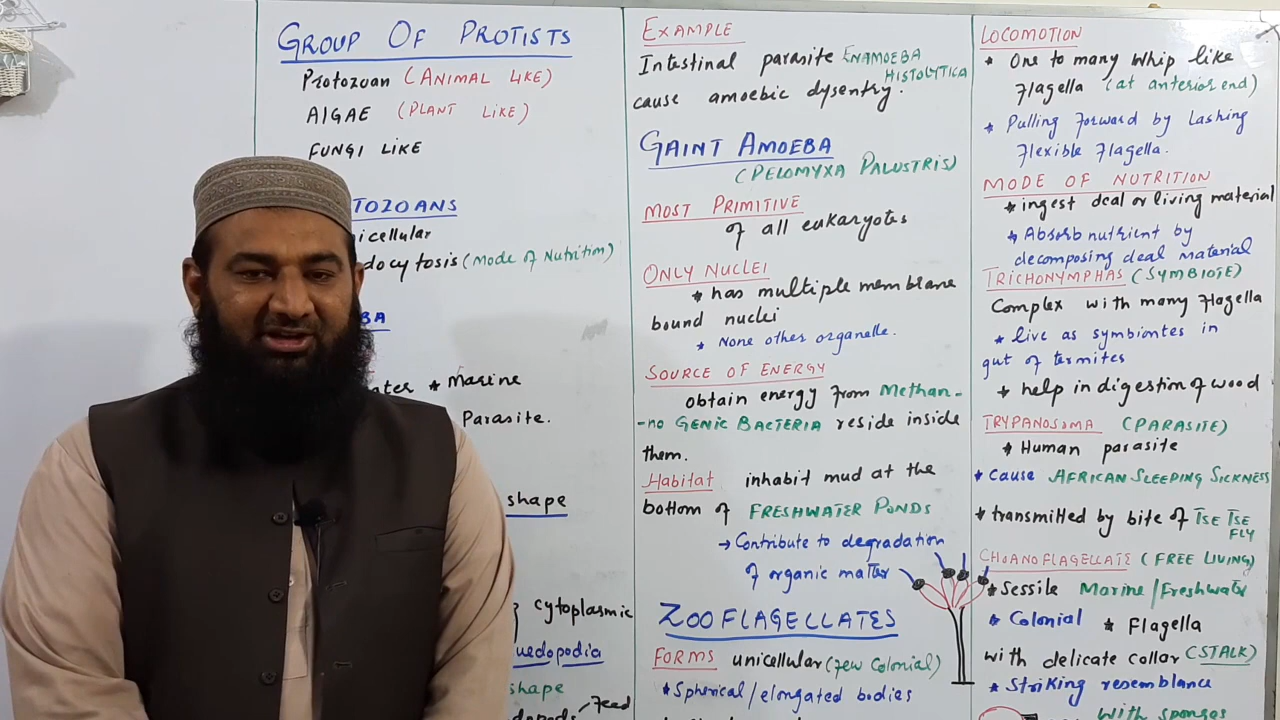 GROUP OF PROTISTS
Protozoan (ANIMAL LIKE)
AlGAE (PLANT LIKE)
FUNGI LIKE
TOZOANS
icellular
docytosis (Mode of Nutrition)
BA
ater * Marine
Parasite.
shape
cytoplasmic
uedopodia
shape
Feed
EXAMPLE
Intestinal parasite ENAMOEBA
HISTOLYTICA
cause amoebic dysentry.
GAINT AMOEBA
(PELOMYXA PALUSTRIS)
MOST PRIMITIVE
of all eukaryotes
ONLY NUCLEI
* has multiple membrane
bound nuclei
* None other organelle.
SOURCE OF ENERGY
obtain energy from Methan-
-no GENIC BACTERIA reside inside
them.
Habitat inhabit mud at the
bottom of FRESHWATER PONDS
→ Contribute to degradation
of organic matter
ZOOFLAGELLATES
FORMS unicellular (few Colonial)
* Spherical/elongated bodies
LOCOMOTION
* One to many whip like
flagella (at anterior end)
* Pulling forward by lashing
flexible flagella.
MODE OF NUTRITION
* ingest deal or living material
* Absorb nutrient by
decomposing deal material
TRICHONYMPHAS (SYMBIOTE)
Complex with many flagella
* live as symbiontes in
gut of termites
* help in digestion of wood
TRYPANOSOMA (PARASITE)
* Human parasite
* cause AFRICAN SLEEPING SICKNESS
* transmitted by bite of TSE TSE
FLY
CHOANOFLAGELLATE (FREE LIVING)
* Sessile Marine/Freshwater
* Colonial * Flagella
with delicate collar (STALK)
* Striking resemblance
with sponges